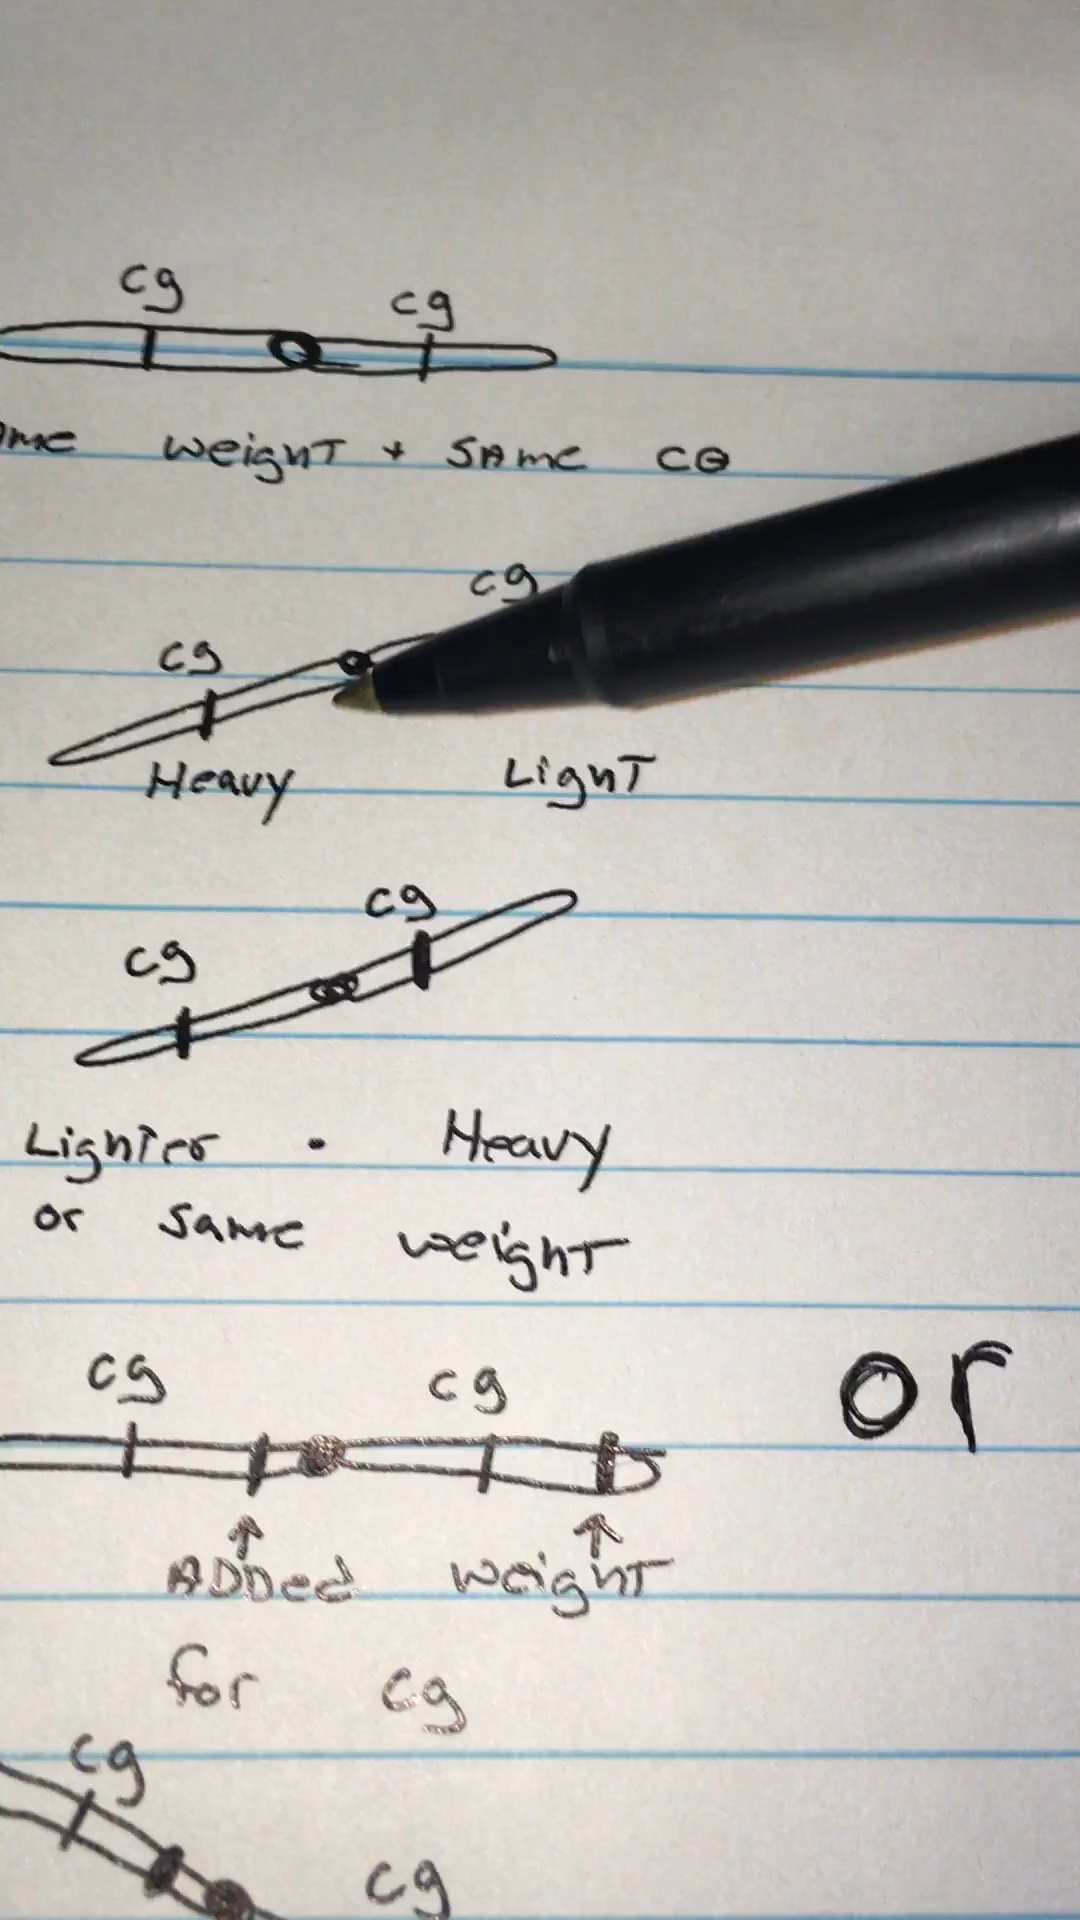 cg cg
weight + same CG
cg
cg
Heavy Light
cg
cg
Lighter • Heavy
or same weight
cg cg
or
↑ ↑
ADDed weight
for cg
cg
cg